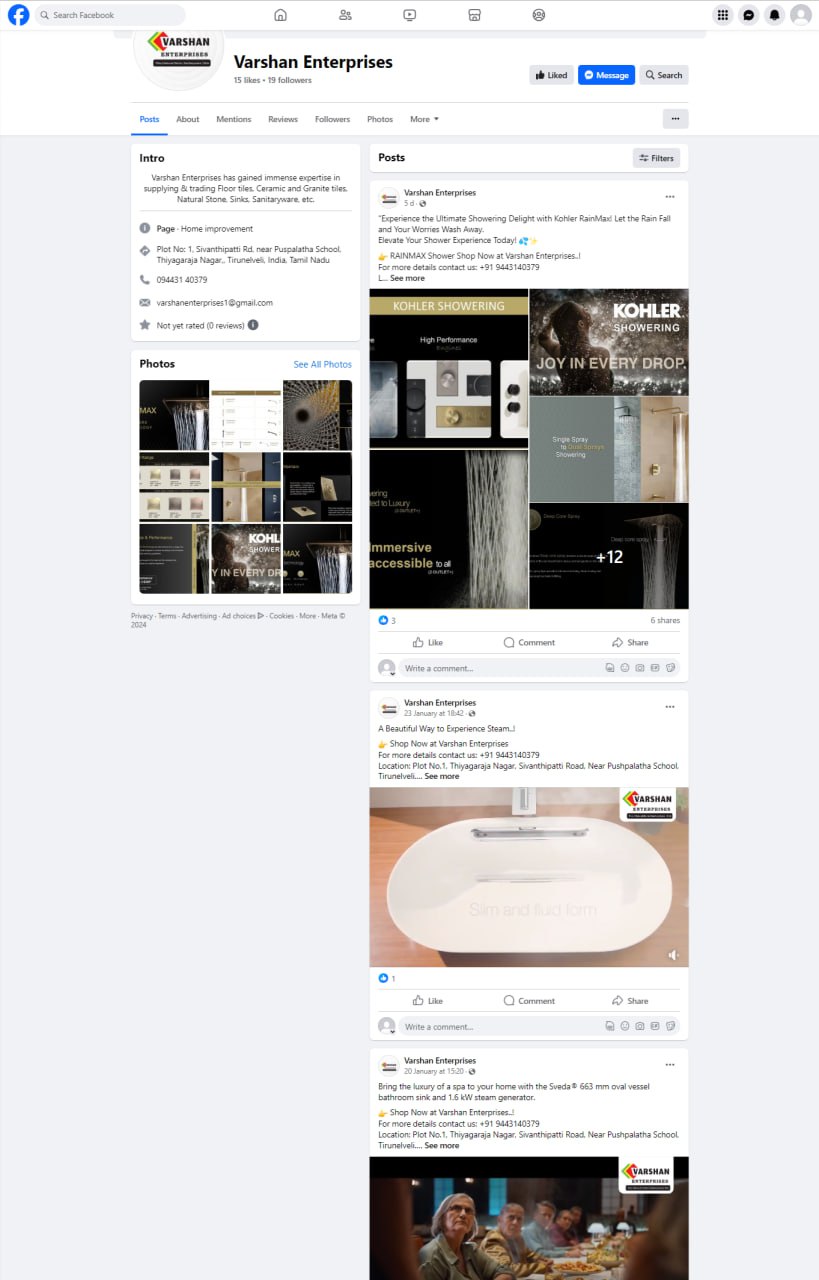 Search Facebook
VARSHAN
ENTERPRISES
Varshan Enterprises
15 likes • 19 followers
Liked
Message
Search
Posts
About
Mentions
Reviews
Followers
Photos
More
Intro
Varshan Enterprises has gained immense expertise in
supplying & trading Floor tiles, Ceramic and Granite tiles,
Natural Stone, Sinks, Sanitaryware, etc.
Page · Home improvement
Plot No: 1, Sivanthipatti Rd, near Puspalatha School,
Thiyagaraja Nagar,, Tirunelveli, India, Tamil Nadu
094431 40379
varshanenterprises1@gmail.com
Not yet rated (0 reviews)
Photos
See All Photos
MAX
KOHL
SHOWER
Y IN EVERY DR
MAX
Privacy · Terms · Advertising · Ad choices · Cookies · More · Meta ©
2024
Posts
Filters
Varshan Enterprises
5 d ·
"Experience the Ultimate Showering Delight with Kohler RainMax! Let the Rain Fall
and Your Worries Wash Away.
Elevate Your Shower Experience Today! 💦✨
👉 RAINMAX Shower Shop Now at Varshan Enterprises..!
For more details contact us: +91 9443140379
L... See more
KOHLER SHOWERING
High Performance
KOHLER
SHOWERING
JOY IN EVERY DROP.
Single Spray
to Dual Sprays
Showering
vering
ted to Luxury
(3 OUTLET+)
Immersive
accessible to all
(2 OUTLET+)
Deep Core Spray
Deep core spray
+12
3
6 shares
Like
Comment
Share
Write a comment...
Varshan Enterprises
23 January at 18:42 ·
A Beautiful Way to Experience Steam..!
👉 Shop Now at Varshan Enterprises
For more details contact us: +91 9443140379
Location: Plot No.1, Thiyagaraja Nagar, Sivanthipatti Road, Near Pushpalatha School,
Tirunelveli.... See more
VARSHAN
ENTERPRISES
Slim and fluid form
1
Like
Comment
Share
Write a comment...
Varshan Enterprises
20 January at 15:20 ·
Bring the luxury of a spa to your home with the Sveda® 663 mm oval vessel
bathroom sink and 1.6 kW steam generator.
👉 Shop Now at Varshan Enterprises..!
For more details contact us: +91 9443140379
Location: Plot No.1, Thiyagaraja Nagar, Sivanthipatti Road, Near Pushpalatha School,
Tirunelveli.... See more
VARSHAN
ENTERPRISES